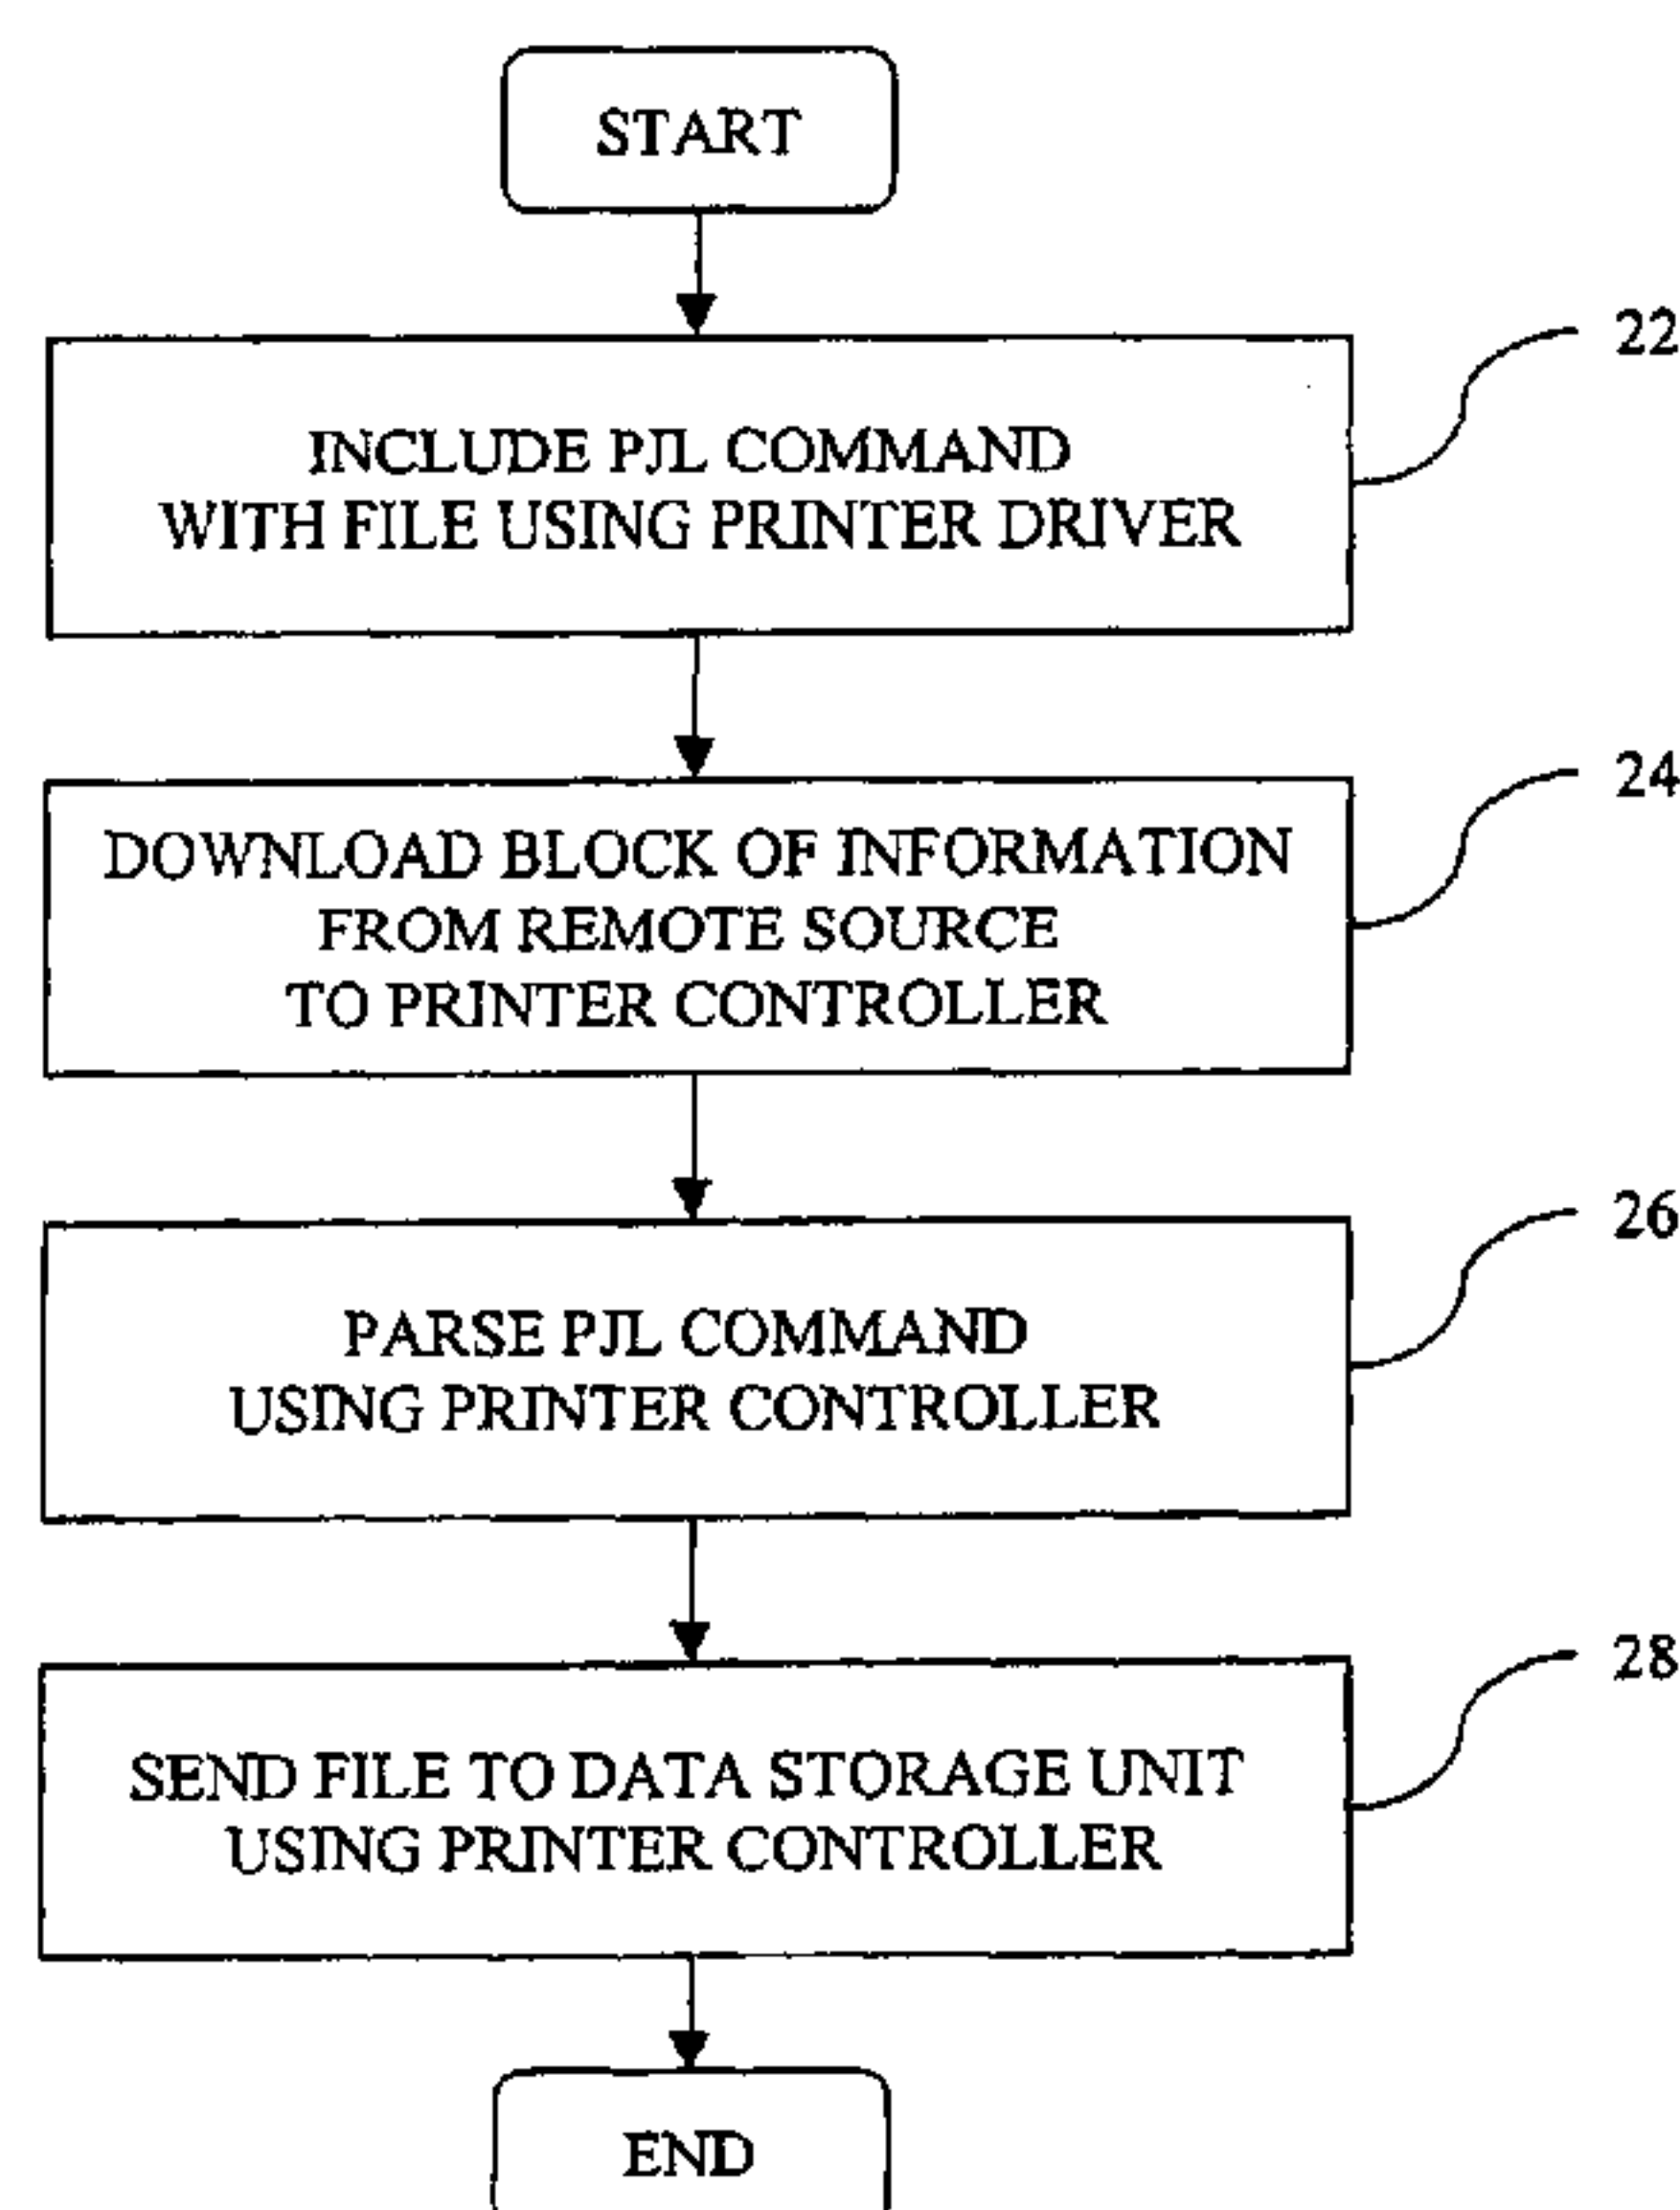 START
22
INCLUDE PJL COMMAND
WITH FILE USING PRINTER DRIVER
24
DOWNLOAD BLOCK OF INFORMATION
FROM REMOTE SOURCE
TO PRINTER CONTROLLER
26
PARSE PJL COMMAND
USING PRINTER CONTROLLER
28
SEND FILE TO DATA STORAGE UNIT
USING PRINTER CONTROLLER
END